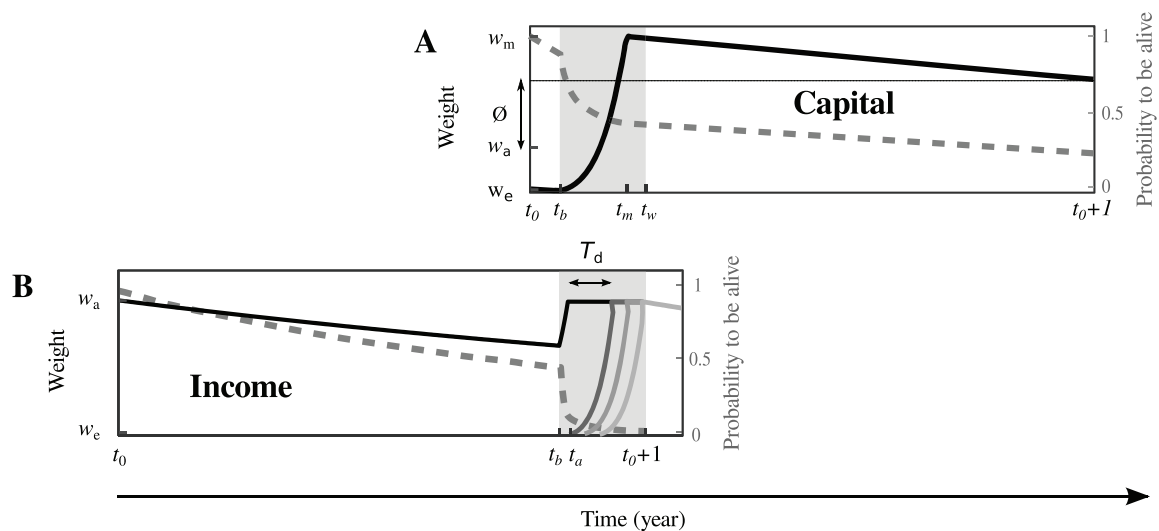 A
w_m
1
Weight
Ø
Capital
0.5
Probability to be alive
w_a
w_e
0
t_0 t_b t_m t_w t_0+1
T_d
B
w_a
1
Weight
Income
0.5
Probability to be alive
w_e
0
t_0 t_b t_a t_0+1
Time (year)